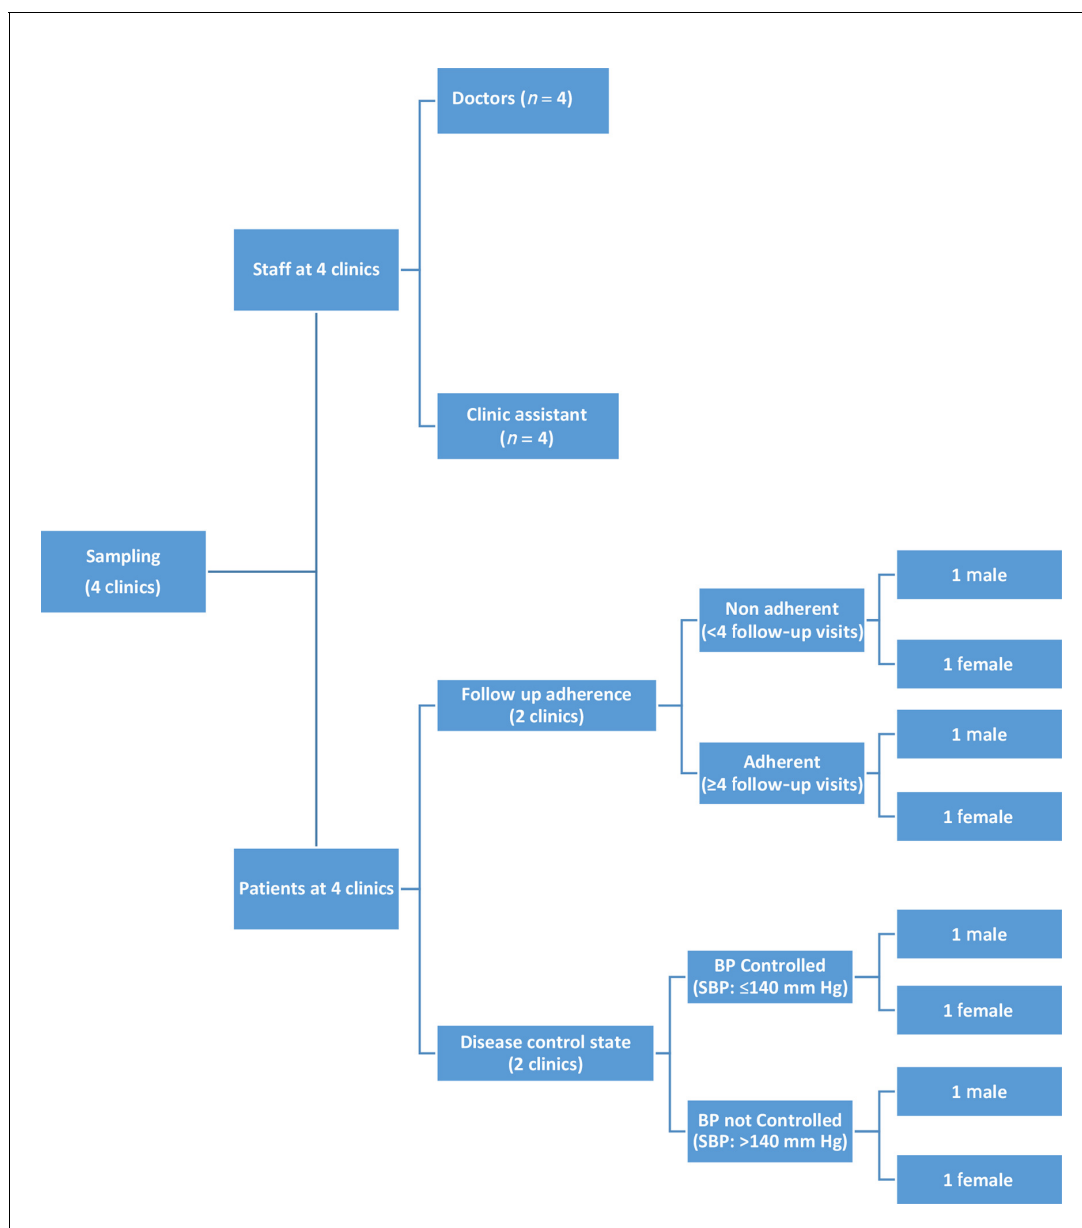 Doctors (n = 4)
Staff at 4 clinics
Clinic assistant
(n = 4)
Sampling
(4 clinics)
1 male
Non adherent
(<4 follow-up visits)
1 female
Follow up adherence
(2 clinics)
1 male
Adherent
(≥4 follow-up visits)
1 female
Patients at 4 clinics
1 male
BP Controlled
(SBP: ≤140 mm Hg)
1 female
Disease control state
(2 clinics)
1 male
BP not Controlled
(SBP: >140 mm Hg)
1 female